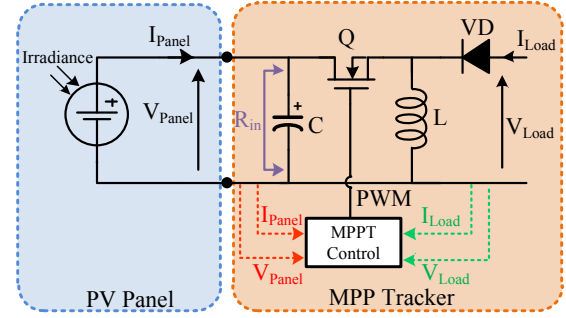 I_Panel
Q
VD
I_Load
Irradiance
V_Panel
R_in
+
C
L
V_Load
PWM
I_Panel
I_Load
MPPT
Control
V_Panel
V_Load
PV Panel
MPP Tracker